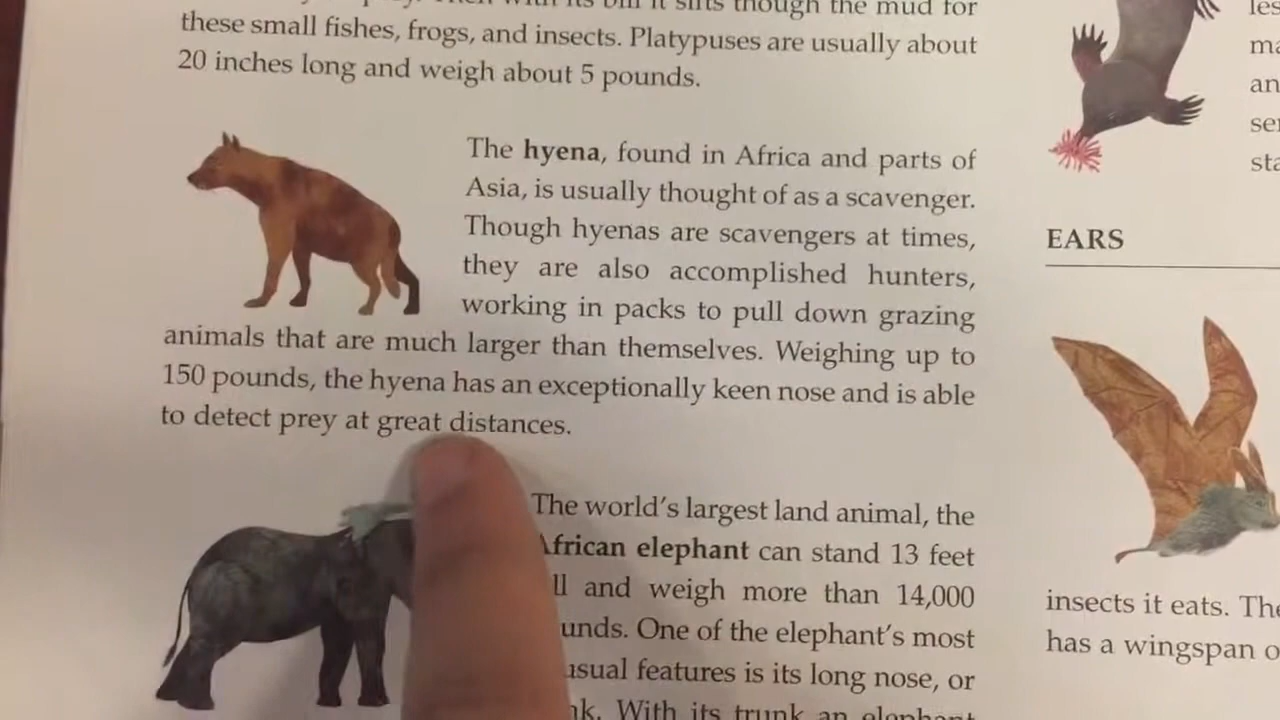 these small fishes, frogs, and insects. Platypuses are usually about
20 inches long and weigh about 5 pounds.
The hyena, found in Africa and parts of
Asia, is usually thought of as a scavenger.
Though hyenas are scavengers at times,
they are also accomplished hunters,
working in packs to pull down grazing
animals that are much larger than themselves. Weighing up to
150 pounds, the hyena has an exceptionally keen nose and is able
to detect prey at great distances.
The world's largest land animal, the
African elephant can stand 13 feet
and weigh more than 14,000
One of the elephant's most
features is its long nose, or
With its trunk an elephant
EARS
insects it eats. The
has a wingspan